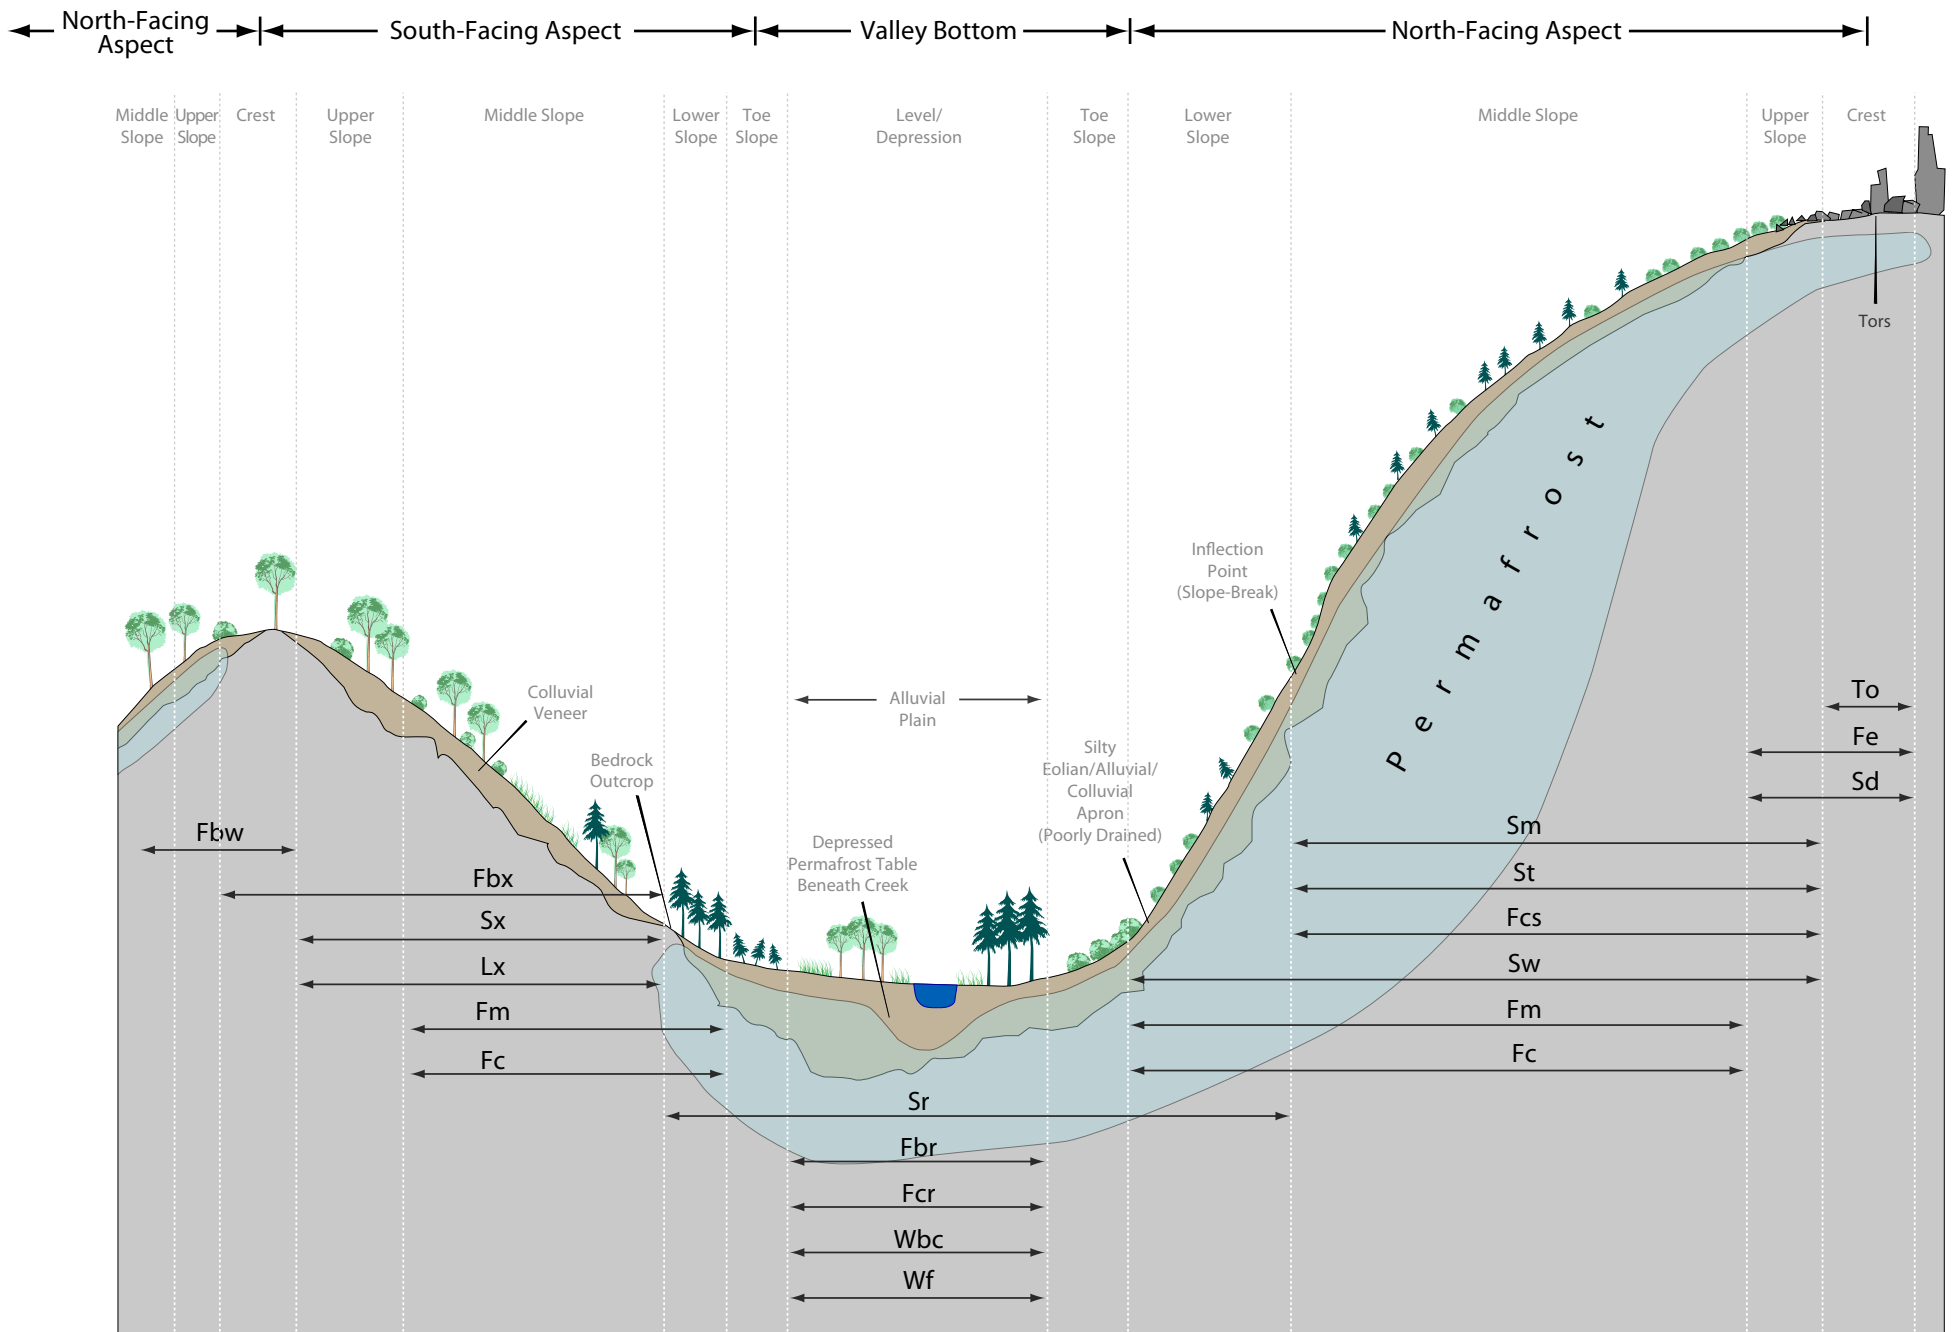 North-Facing
Aspect
South-Facing Aspect
Valley Bottom
North-Facing Aspect
Middle
Slope
Upper
Slope
Crest
Upper
Slope
Middle Slope
Lower
Slope
Toe
Slope
Level/
Depression
Toe
Slope
Lower
Slope
Middle Slope
Upper
Slope
Crest
Tors
Permafrost
Inflection
Point
(Slope-Break)
Colluvial
Veneer
Bedrock
Outcrop
Alluvial
Plain
Silty
Eolian/Alluvial/
Colluvial
Apron
(Poorly Drained)
Depressed
Permafrost Table
Beneath Creek
To
Fe
Sd
Fbw
Fbx
Sx
Lx
Fm
Fc
Sm
St
Fcs
Sw
Fm
Fc
Sr
Fbr
Fcr
Wbc
Wf